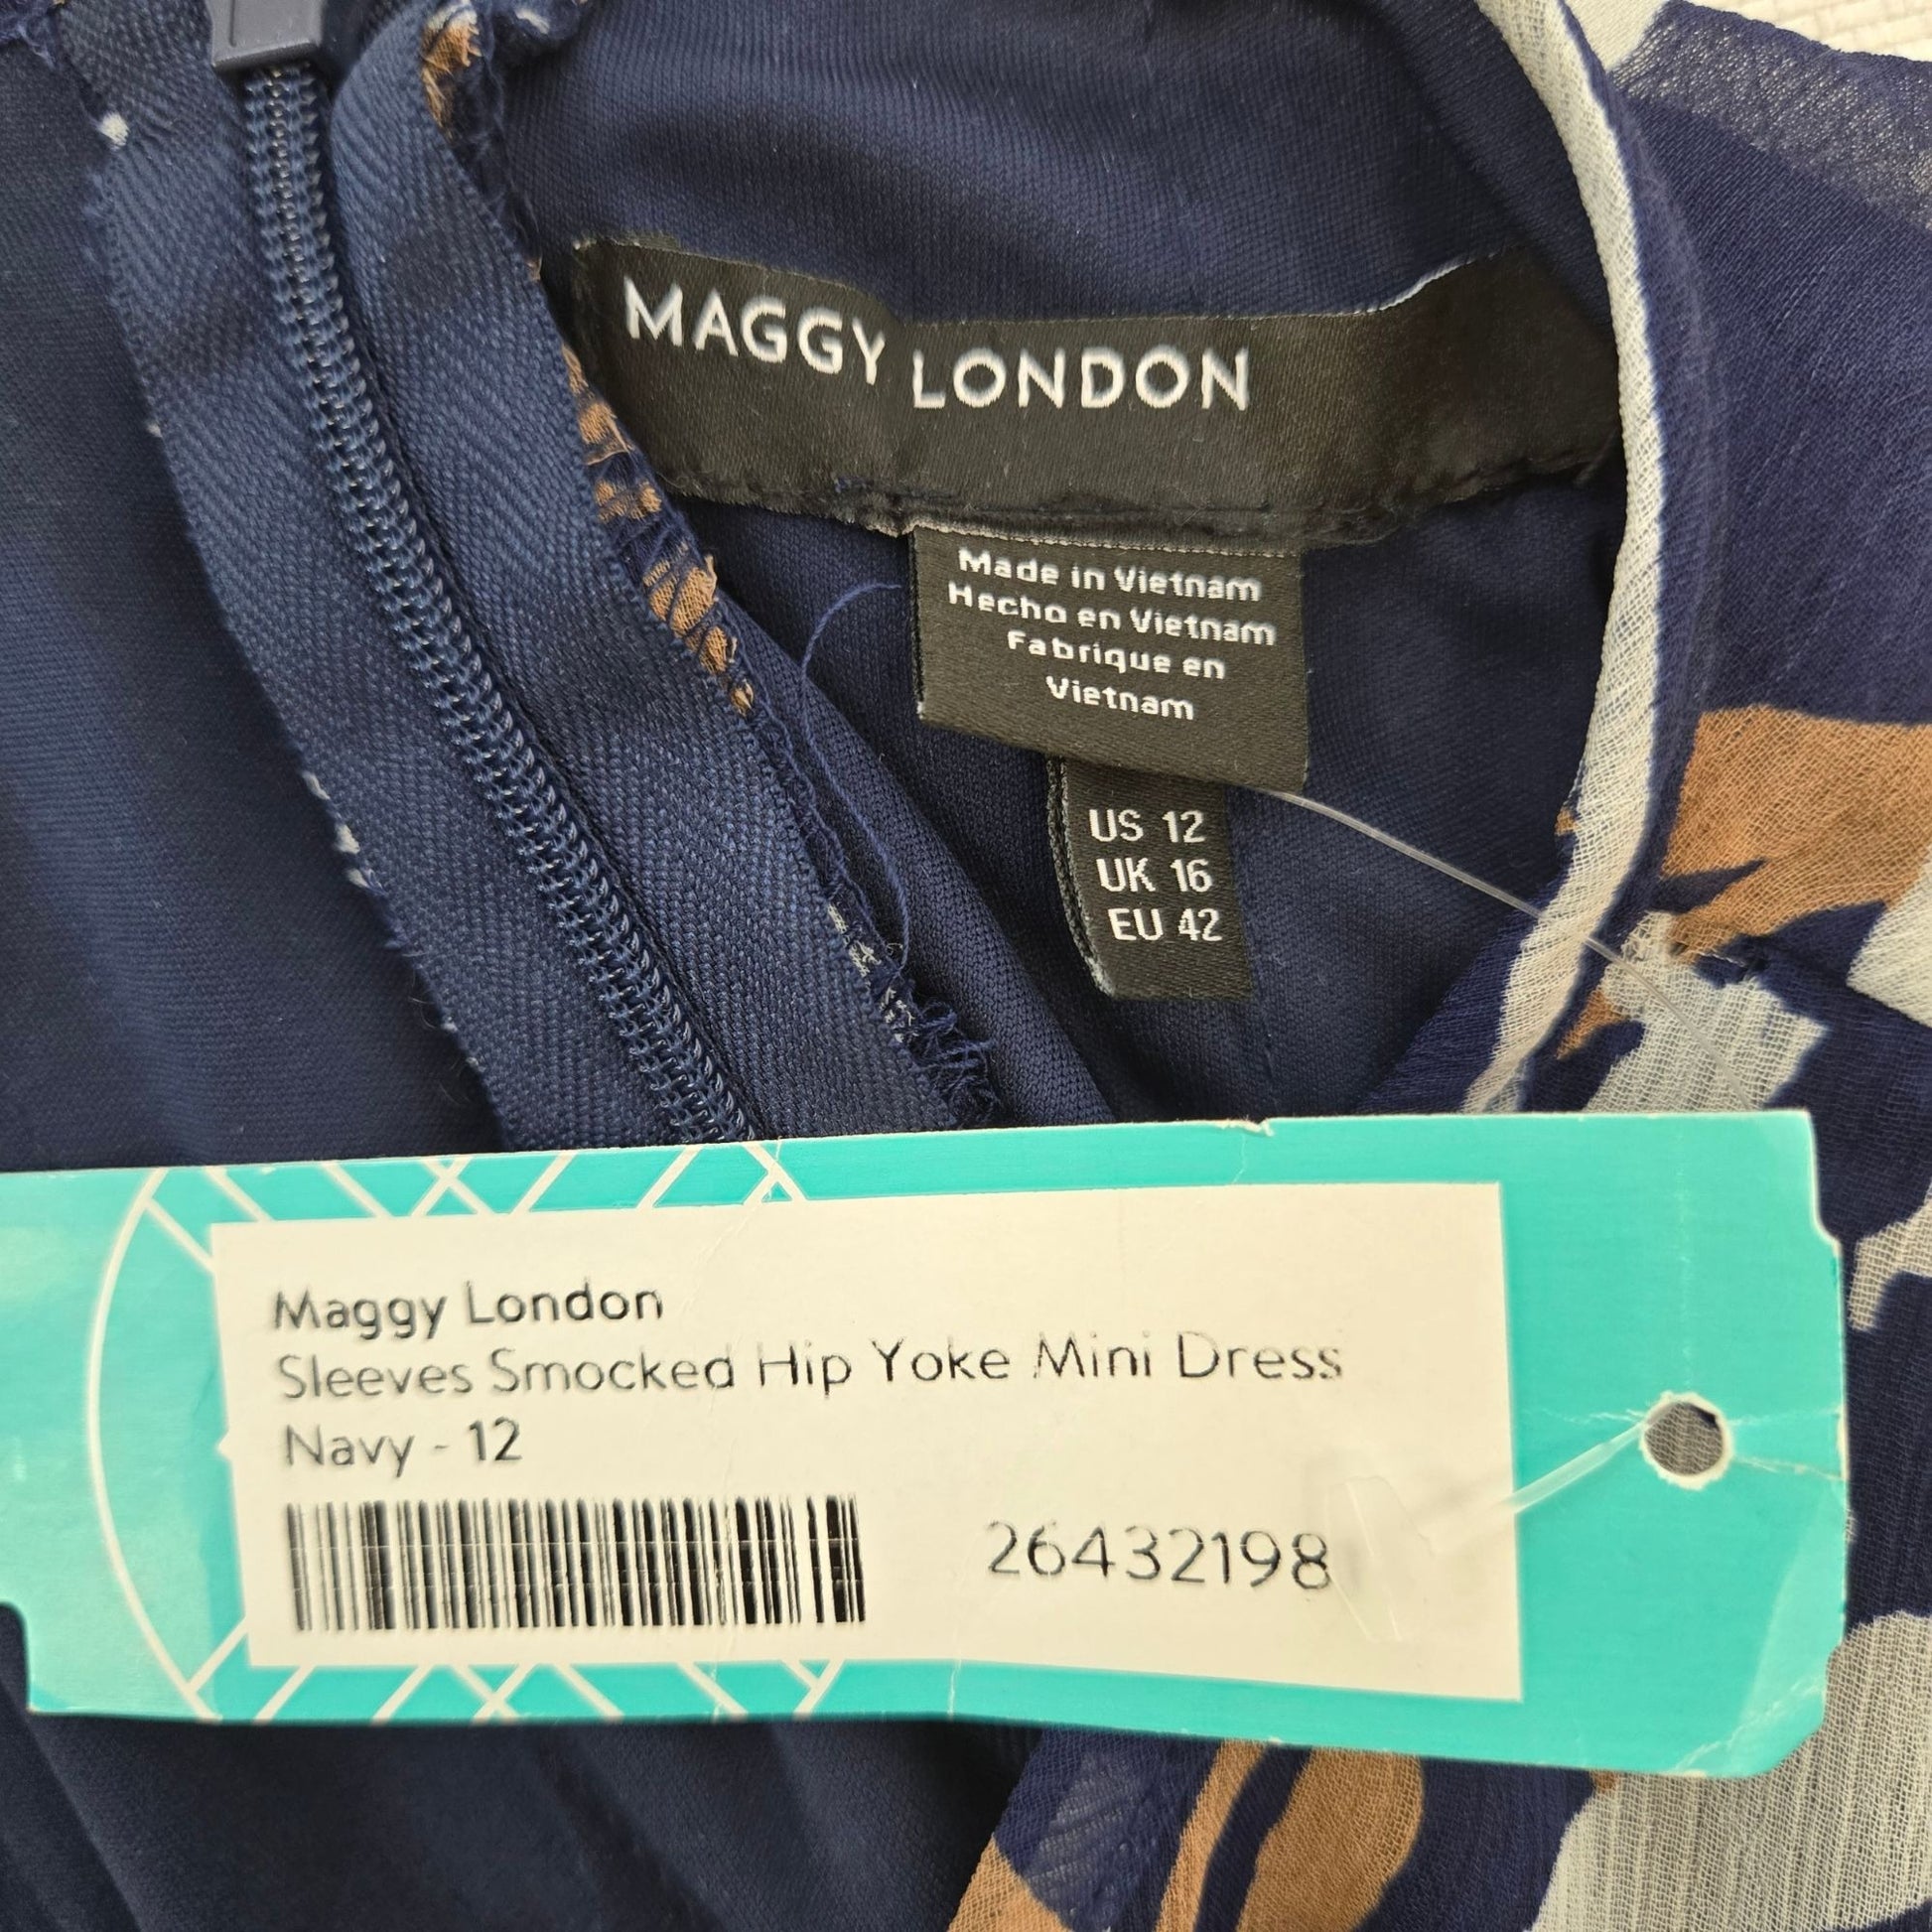 MAGGY LONDON
Made in Vietnam
Hecho en Vietnam
Fabrique en
Vietnam
US 12
UK 16
EU 42
Maggy London
Sleeves Smocked Hip Yoke Mini Dress
Navy - 12
26432198